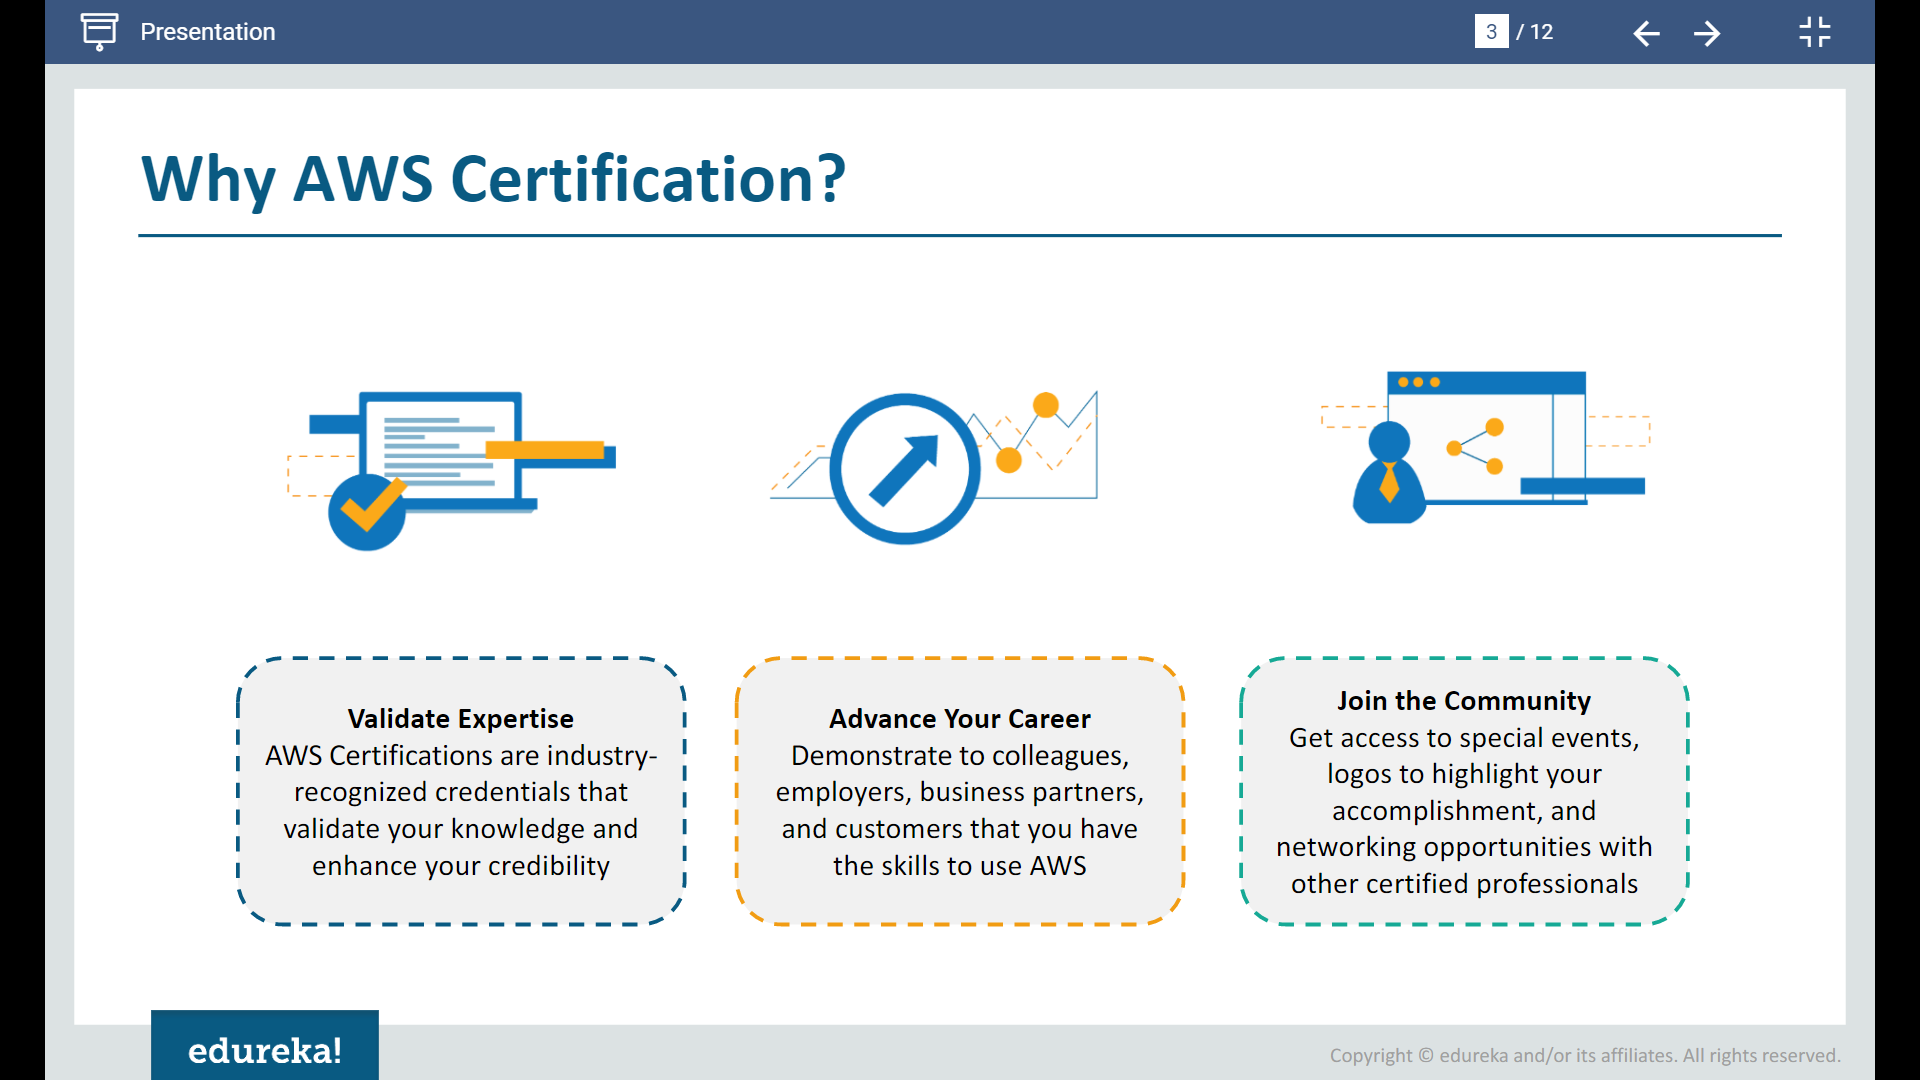 Presentation
3 / 12
Why AWS Certification?
Validate Expertise
AWS Certifications are industry-
recognized credentials that
validate your knowledge and
enhance your credibility
Advance Your Career
Demonstrate to colleagues,
employers, business partners,
and customers that you have
the skills to use AWS
Join the Community
Get access to special events,
logos to highlight your
accomplishment, and
networking opportunities with
other certified professionals
edureka!
Copyright © edureka and/or its affiliates. All rights reserved.